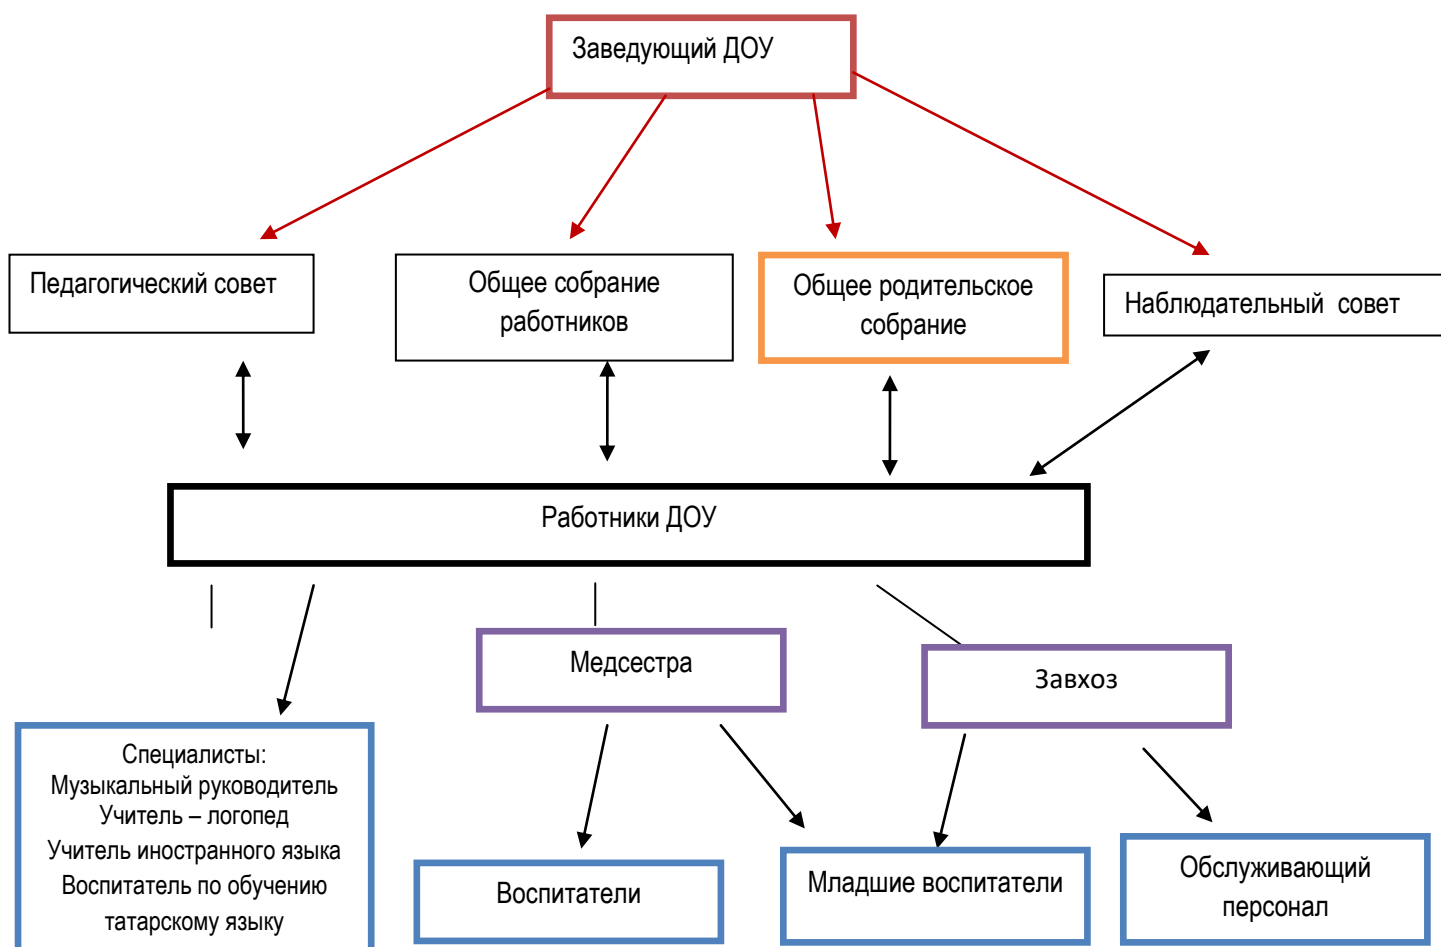 Заведующий ДОУ
Педагогический совет
Общее собрание
работников
Общее родительское
собрание
Наблюдательный совет
Работники ДОУ
Медсестра
Завхоз
Специалисты:
Музыкальный руководитель
Учитель – логопед
Учитель иностранного языка
Воспитатель по обучению
татарскому языку
Воспитатели
Младшие воспитатели
Обслуживающий
персонал